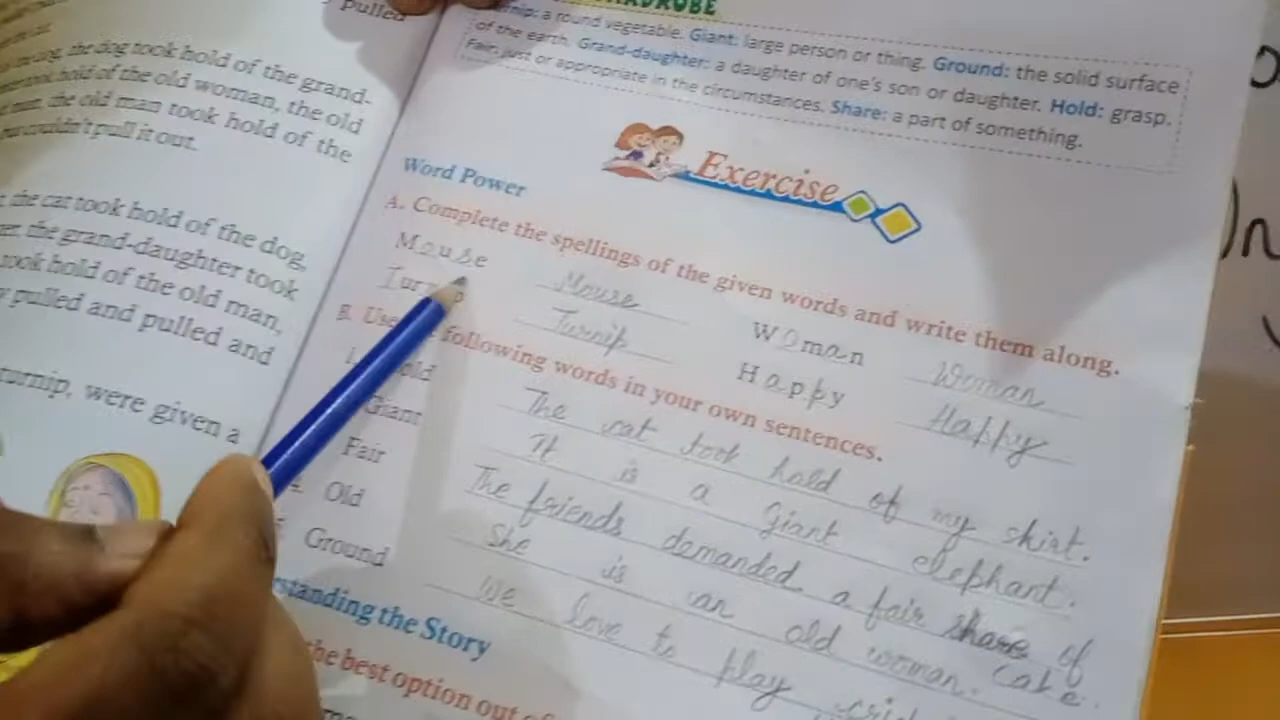 Pulled
dog, the dog took hold of the grand-
hold of the old woman, the old
the old man took hold of the
couldn't pull it out.
the cat took hold of the dog,
the grand-daughter took
took hold of the old man,
pulled and pulled and
turnip, were given a
a round vegetable. Giant: large person or thing. Ground: the solid surface
of the earth. Grand-daughter: a daughter of one's son or daughter. Hold: grasp.
Fair: just or appropriate in the circumstances. Share: a part of something.
Exercise
Word Power
A. Complete the spellings of the given words and write them along.
Mouse Mouse Woman Woman
Turnip Turnip Happy Happy
B. Use following words in your own sentences.
1. old The cat took hold of my shirt.
Giant It is a giant elephant.
Fair The friends demanded a fair share of cake.
4. Old She is an old woman.
5. Ground We love to play
standing the Story
the best option out of